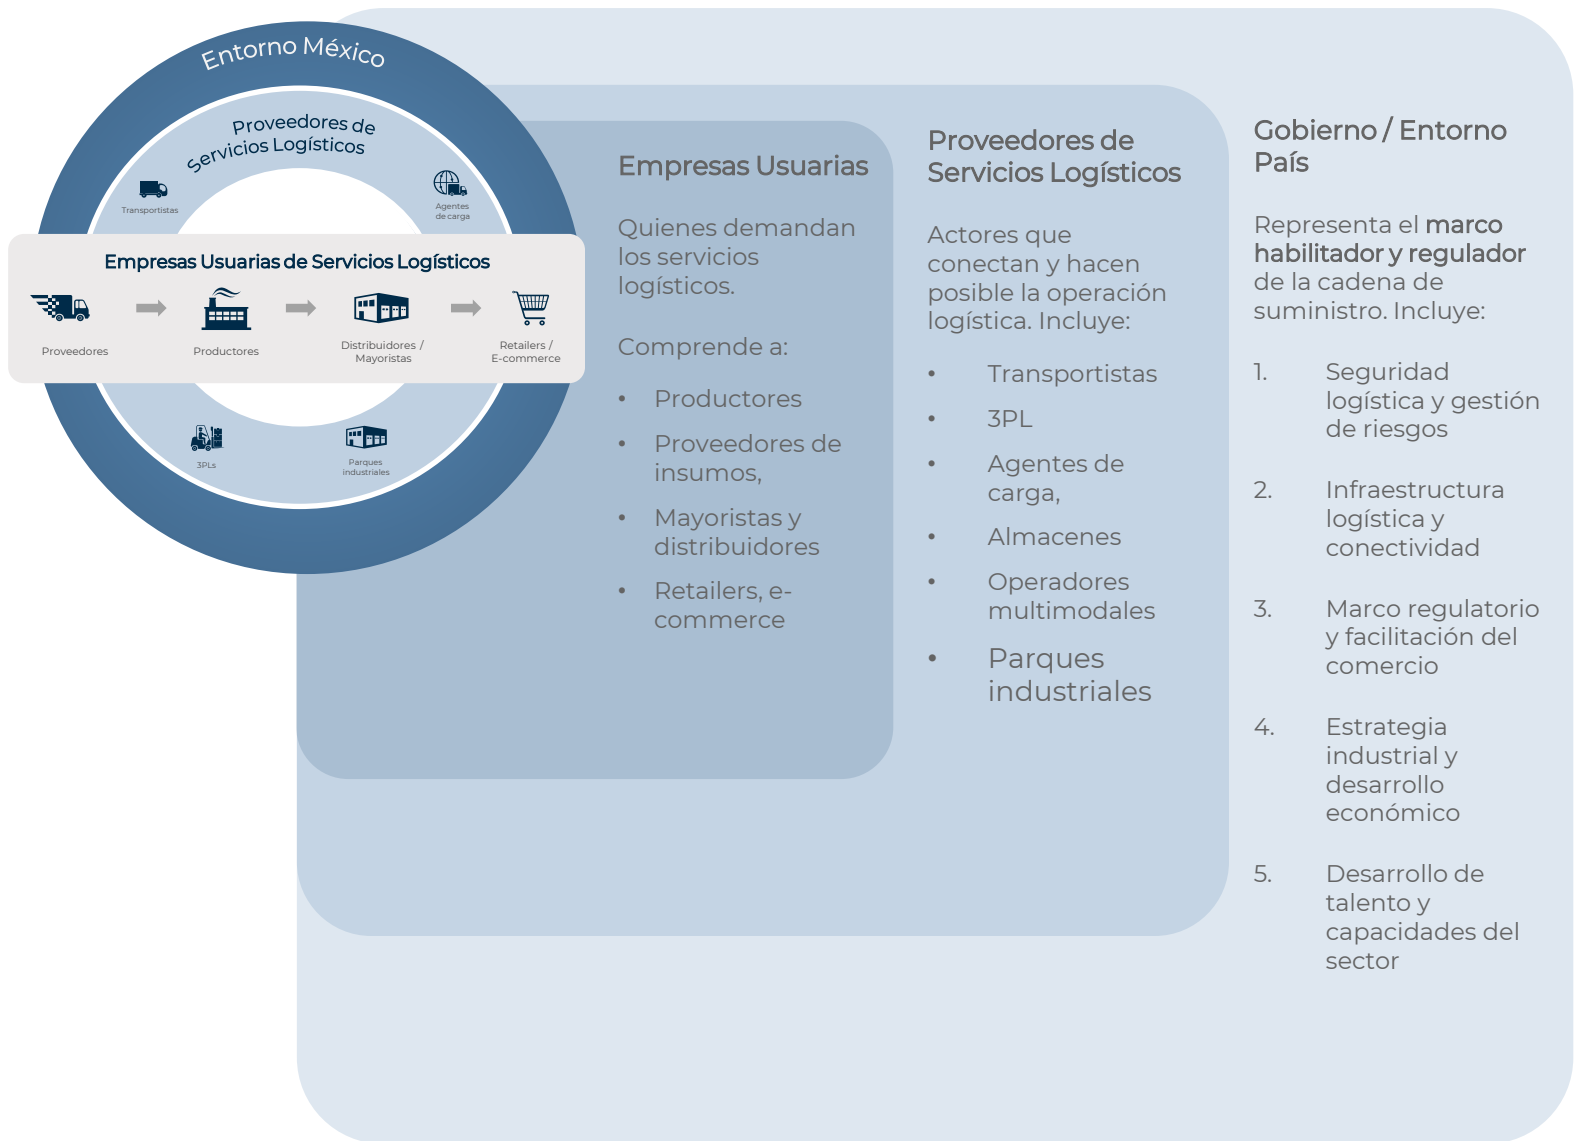 Entorno México
Proveedores de
Servicios Logísticos
Transportistas
Agentes
de carga
Empresas Usuarias de Servicios Logísticos
Proveedores
Productores
Distribuidores /
Mayoristas
Retailers /
E-commerce
3PLs
Parques
industriales
Empresas Usuarias
Quienes demandan
los servicios
logísticos.
Comprende a:
• Productores
• Proveedores de
insumos,
• Mayoristas y
distribuidores
• Retailers, e-
commerce
Proveedores de
Servicios Logísticos
Actores que
conectan y hacen
posible la operación
logística. Incluye:
• Transportistas
• 3PL
• Agentes de
carga,
• Almacenes
• Operadores
multimodales
• Parques
industriales
Gobierno / Entorno
País
Representa el marco
habilitador y regulador
de la cadena de
suministro. Incluye:
1. Seguridad
logística y gestión
de riesgos
2. Infraestructura
logística y
conectividad
3. Marco regulatorio
y facilitación del
comercio
4. Estrategia
industrial y
desarrollo
económico
5. Desarrollo de
talento y
capacidades del
sector